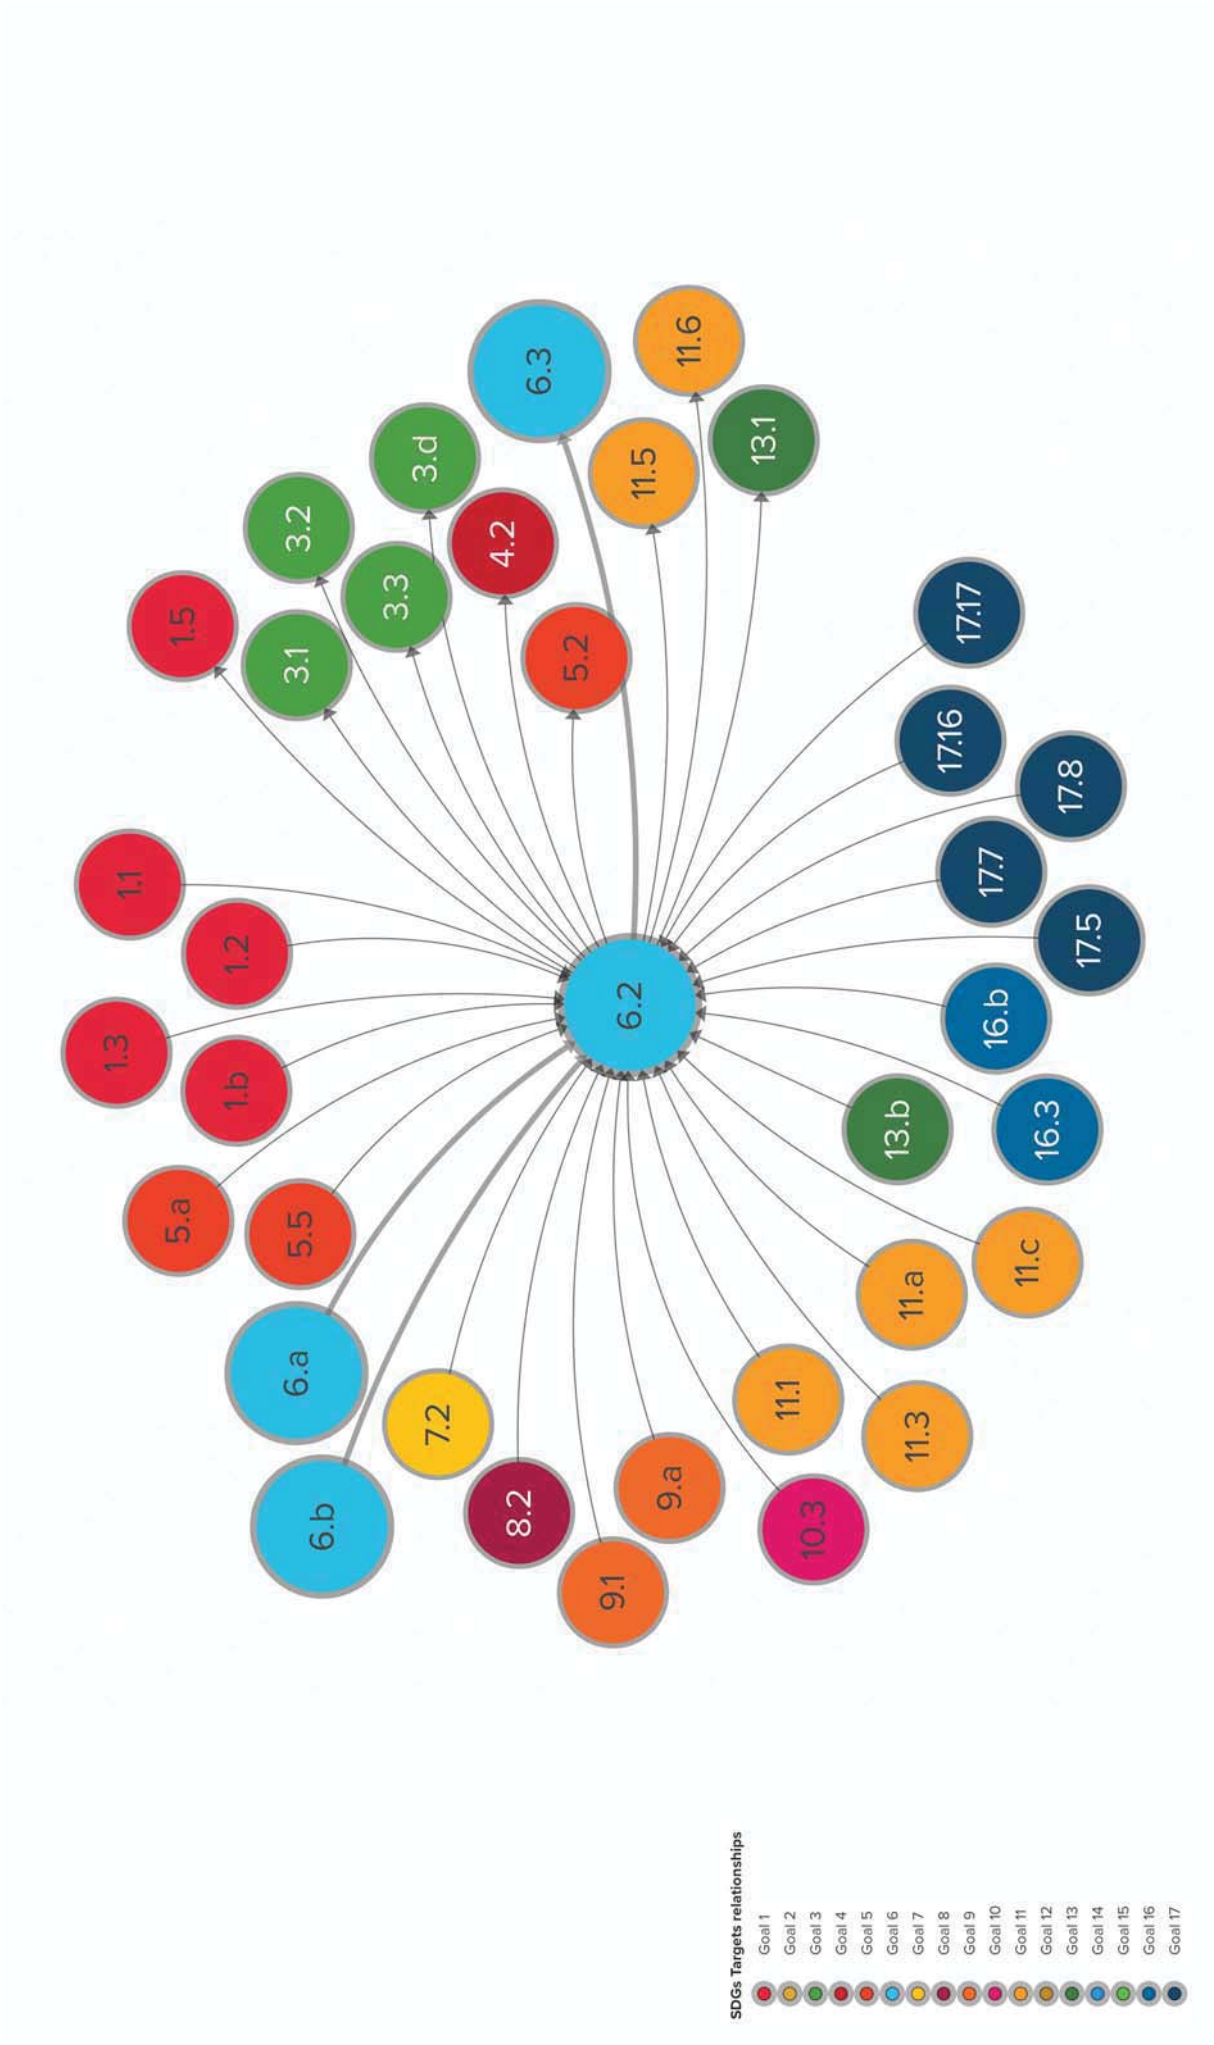 1.1
1.2
1.3
1.b
5.a
5.5
6.a
6.b
7.2
8.2
9.1
9.a
10.3
11.1
11.3
11.a
11.c
13.b
16.3
16.b
17.5
17.7
17.8
17.16
17.17
13.1
11.6
11.5
6.3
5.2
4.2
3.d
3.3
3.2
3.1
1.5
6.2
SDGs Targets relationships
Goal 1
Goal 2
Goal 3
Goal 4
Goal 5
Goal 6
Goal 7
Goal 8
Goal 9
Goal 10
Goal 11
Goal 12
Goal 13
Goal 14
Goal 15
Goal 16
Goal 17